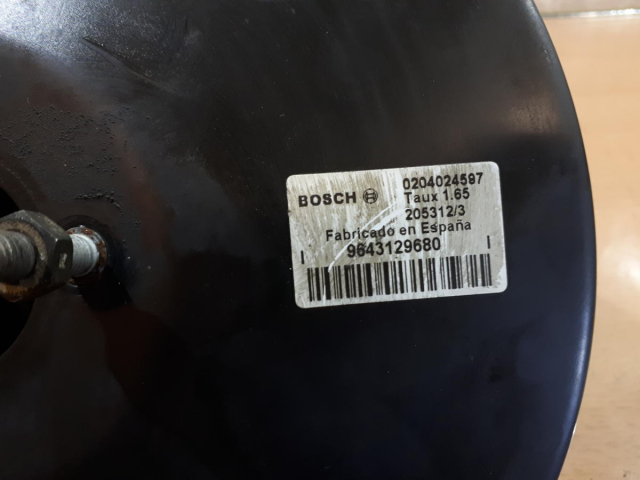 BOSCH 0204024597
Taux 1.65
205312/3
Fabricado en España
9643129680